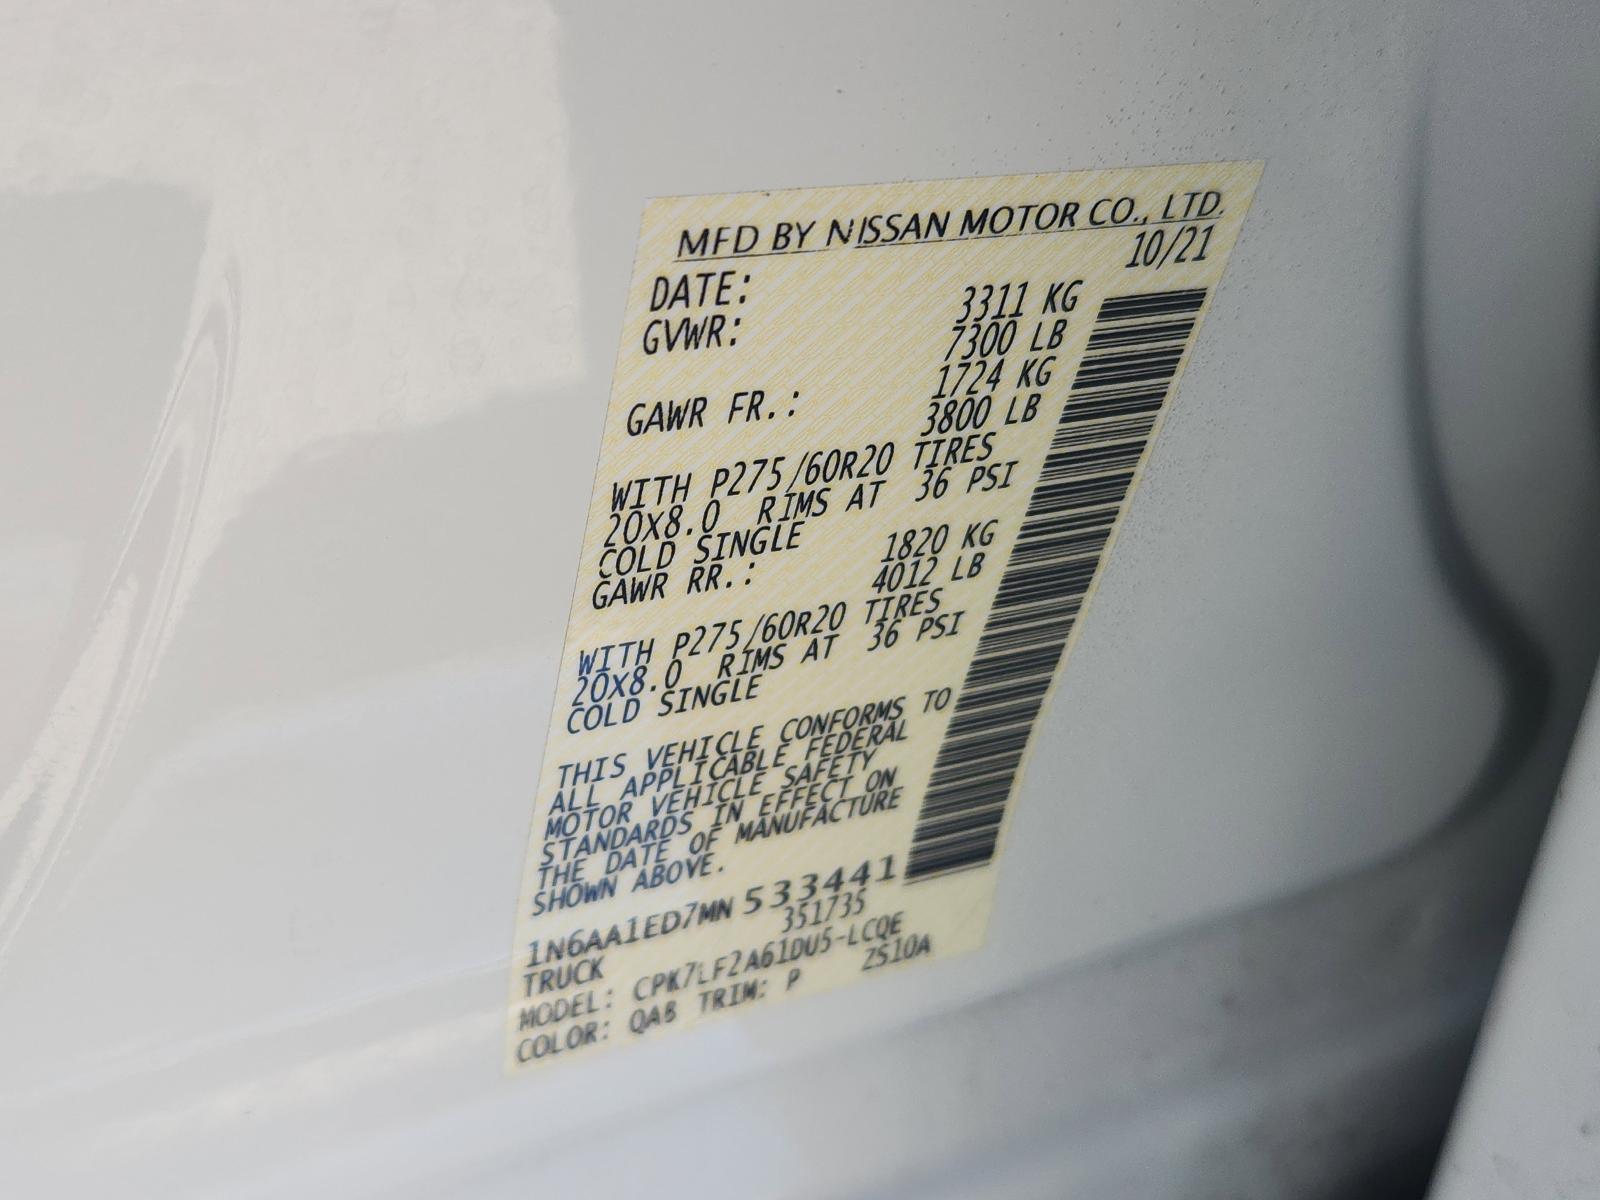 MFD BY NISSAN MOTOR CO., LTD.
DATE: 10/21
GVWR: 3311 KG
7300 LB
GAWR FR.: 1724 KG
3800 LB
WITH P275/60R20 TIRES
20X8.0 RIMS AT 36 PSI
COLD SINGLE
GAWR RR.: 1820 KG
4012 LB
WITH P275/60R20 TIRES
20X8.0 RIMS AT 36 PSI
COLD SINGLE
THIS VEHICLE CONFORMS TO
ALL APPLICABLE FEDERAL
MOTOR VEHICLE SAFETY
STANDARDS IN EFFECT ON
THE DATE OF MANUFACTURE
SHOWN ABOVE.
1N6AA1ED7MN 533441
TRUCK 351735
MODEL: CPK7LF2A61DU5-LCQE
COLOR: QAB TRIM: P ZS10A